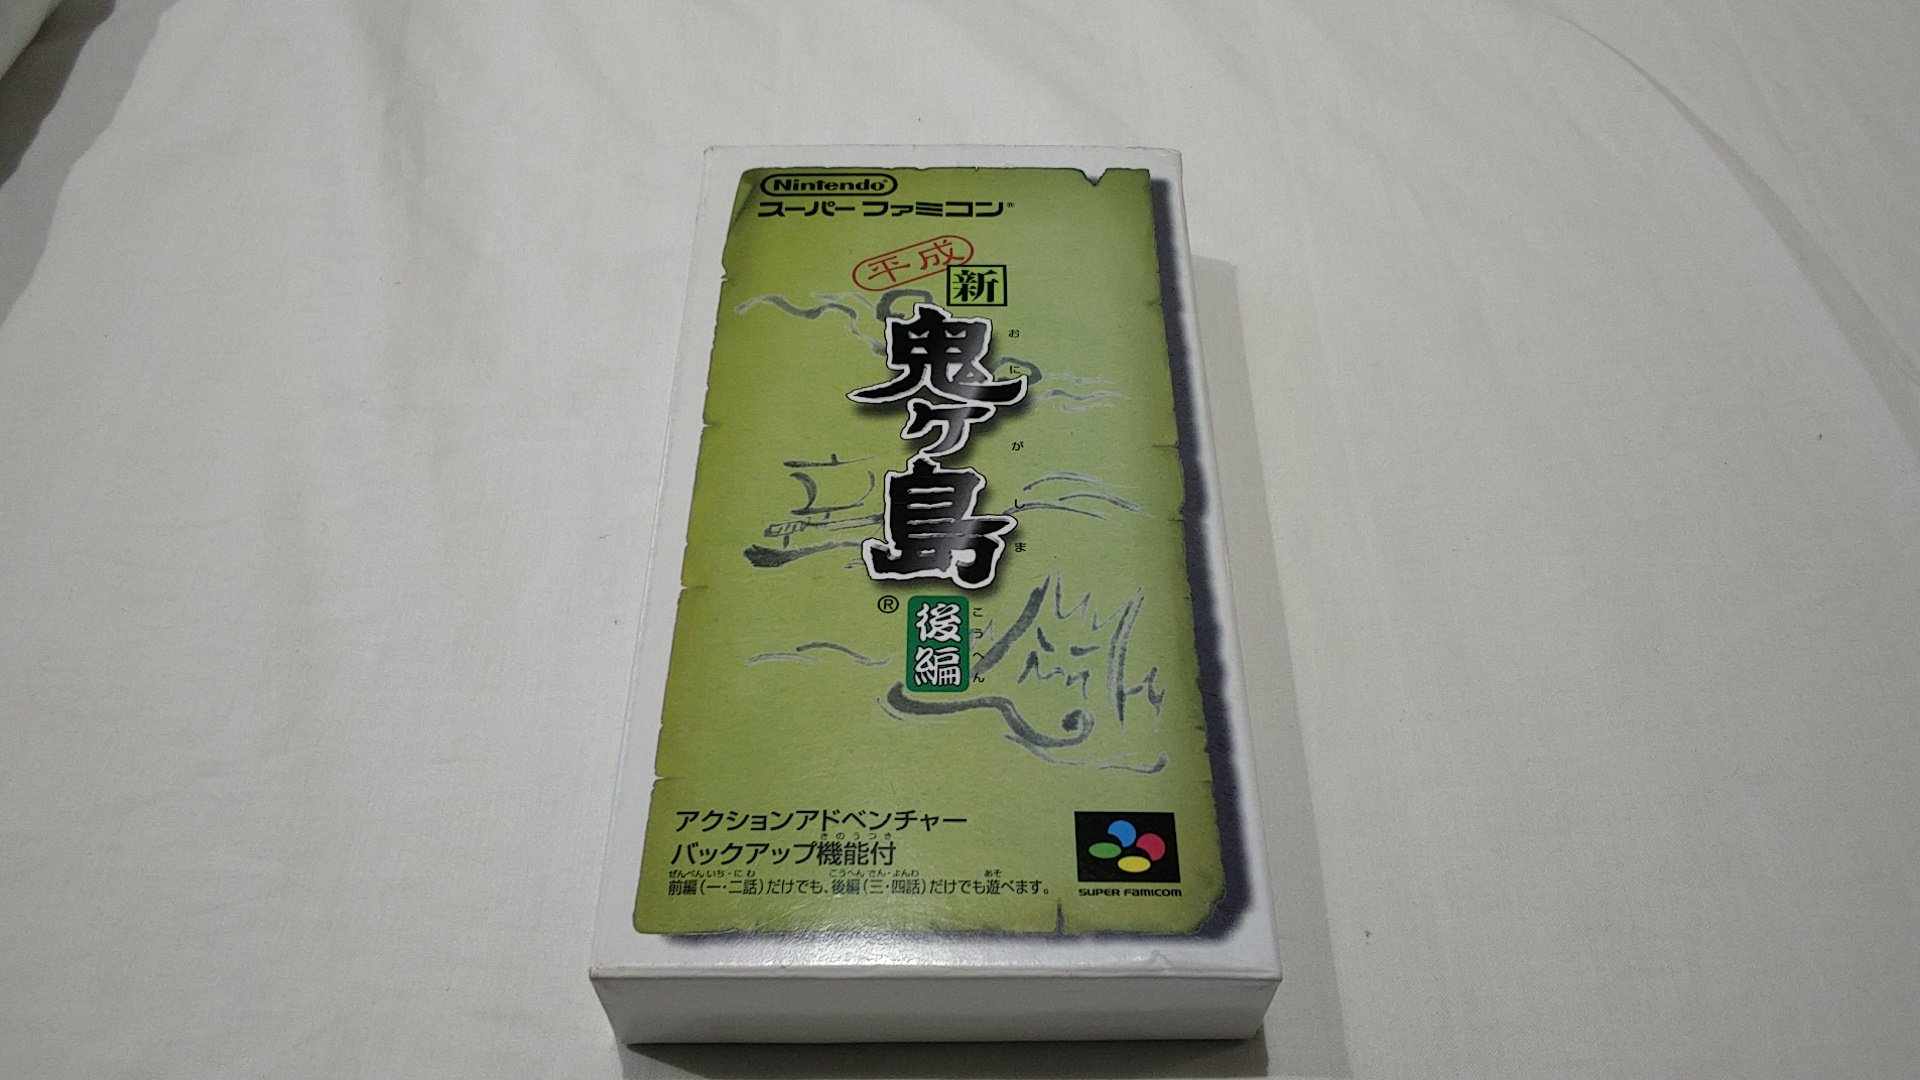 Nintendo
スーパーファミコン®
平成
新
鬼ヶ島
おにがしま
®
後編
こうへん
アクションアドベンチャー
きのうつき
バックアップ機能付
ぜんぺんいち・にわ こうへんさん・よんわ あそ
前編(一・二話)だけでも、後編(三・四話)だけでも遊べます。
SUPER FAMICOM